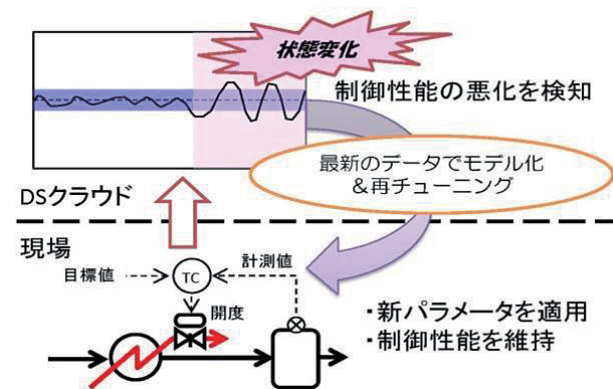 状態変化
制御性能の悪化を検知
最新のデータでモデル化
&再チューニング
DSクラウド
現場
目標値
TC
計測値
開度
・新パラメータを適用
・制御性能を維持